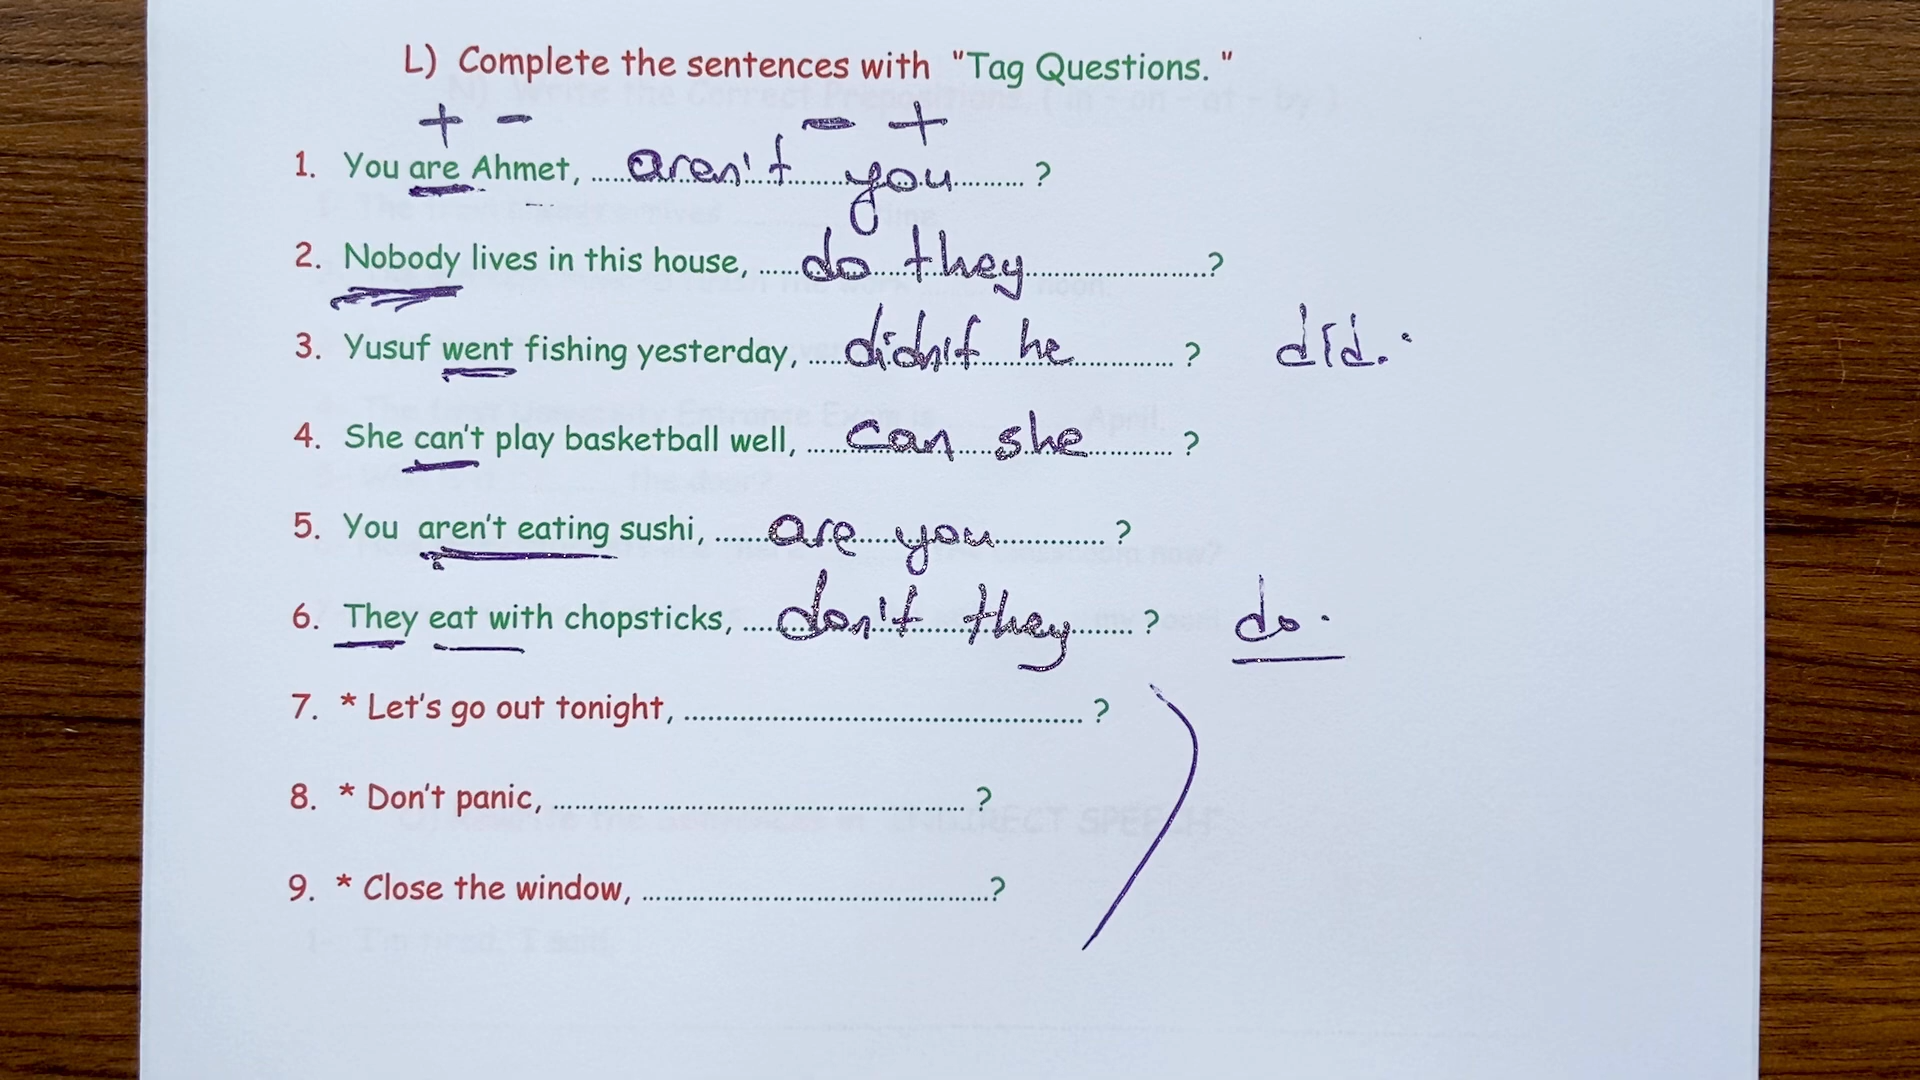 L) Complete the sentences with "Tag Questions. "
+ - - +
1. You are Ahmet, ..... aren't you ............ ?
2. Nobody lives in this house, ...... do they ............ ?
3. Yusuf went fishing yesterday, ..... didn't he ............ ? did.
4. She can't play basketball well, ..... can she ............ ?
5. You aren't eating sushi, ...... are you ............ ?
6. They eat with chopsticks, ..... don't they ....... ? do.
7. * Let's go out tonight, ............................................. ?
8. * Don't panic, ............................................... ?
9. * Close the window, ........................................?